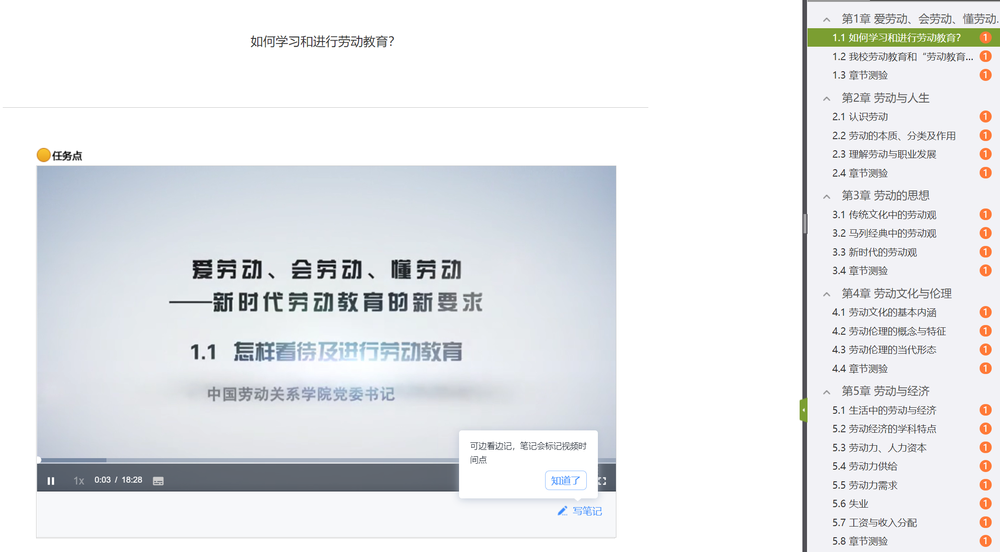 如何学习和进行劳动教育?
任务点
爱劳动、会劳动、懂劳动
——新时代劳动教育的新要求
1.1 怎样看待及进行劳动教育
中国劳动关系学院党委书记
可边看边记，笔记会标记视频时
间点
知道了
1x 0:03 / 18:28
写笔记
第1章 爱劳动、会劳动、懂劳动.
1.1 如何学习和进行劳动教育? 1
1.2 我校劳动教育和“劳动教育... 1
1.3 章节测验 1
第2章 劳动与人生
2.1 认识劳动 1
2.2 劳动的本质、分类及作用 1
2.3 理解劳动与职业发展 1
2.4 章节测验 1
第3章 劳动的思想
3.1 传统文化中的劳动观 1
3.2 马列经典中的劳动观 1
3.3 新时代的劳动观 1
3.4 章节测验 1
第4章 劳动文化与伦理
4.1 劳动文化的基本内涵 1
4.2 劳动伦理的概念与特征 1
4.3 劳动伦理的当代形态 1
4.4 章节测验 1
第5章 劳动与经济
5.1 生活中的劳动与经济 1
5.2 劳动经济的学科特点 1
5.3 劳动力、人力资本 1
5.4 劳动力供给 1
5.5 劳动力需求 1
5.6 失业 1
5.7 工资与收入分配 1
5.8 章节测验 1